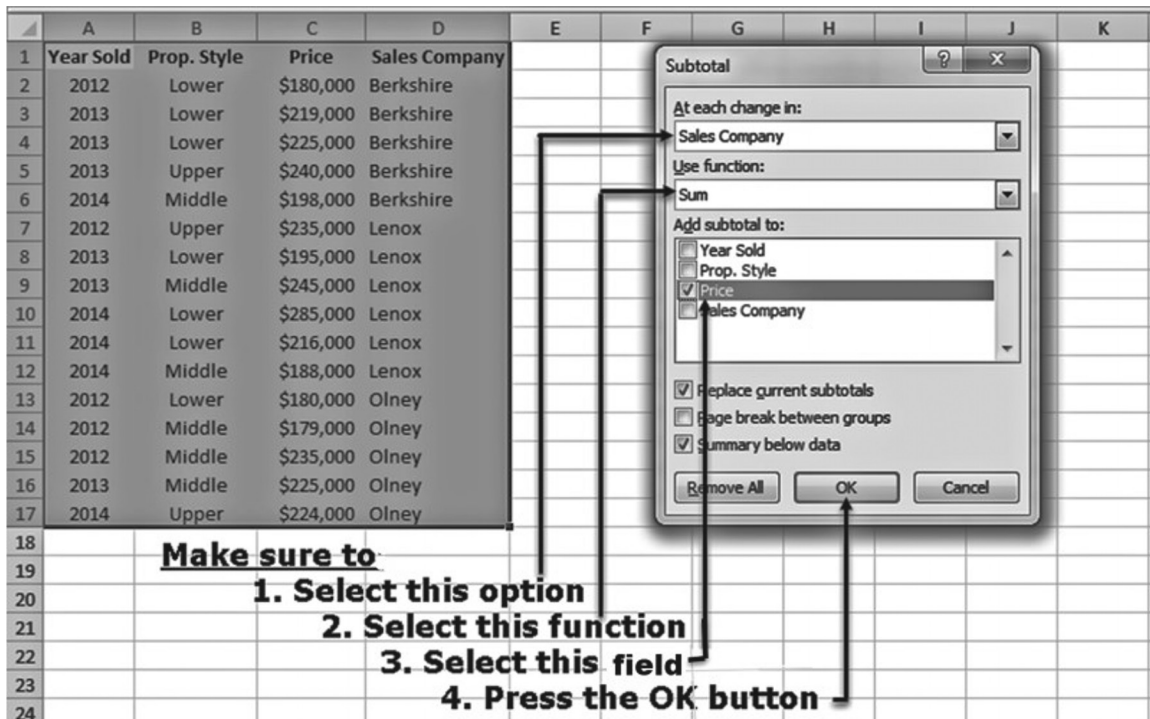 A B C D E F G H I J K
1 Year Sold Prop. Style Price Sales Company
2 2012 Lower $180,000 Berkshire
3 2013 Lower $219,000 Berkshire
4 2013 Lower $225,000 Berkshire
5 2013 Upper $240,000 Berkshire
6 2014 Middle $198,000 Berkshire
7 2012 Upper $235,000 Lenox
8 2013 Lower $195,000 Lenox
9 2013 Middle $245,000 Lenox
10 2014 Lower $285,000 Lenox
11 2014 Lower $216,000 Lenox
12 2014 Middle $188,000 Lenox
13 2012 Lower $180,000 Olney
14 2012 Middle $179,000 Olney
15 2012 Middle $235,000 Olney
16 2013 Middle $225,000 Olney
17 2014 Upper $224,000 Olney
18
19
20
21
22
23
24
Subtotal
At each change in:
Sales Company
Use function:
Sum
Add subtotal to:
Year Sold
Prop. Style
Price
Sales Company
Replace current subtotals
Page break between groups
Summary below data
Remove All OK Cancel
Make sure to
1. Select this option
2. Select this function
3. Select this field
4. Press the OK button